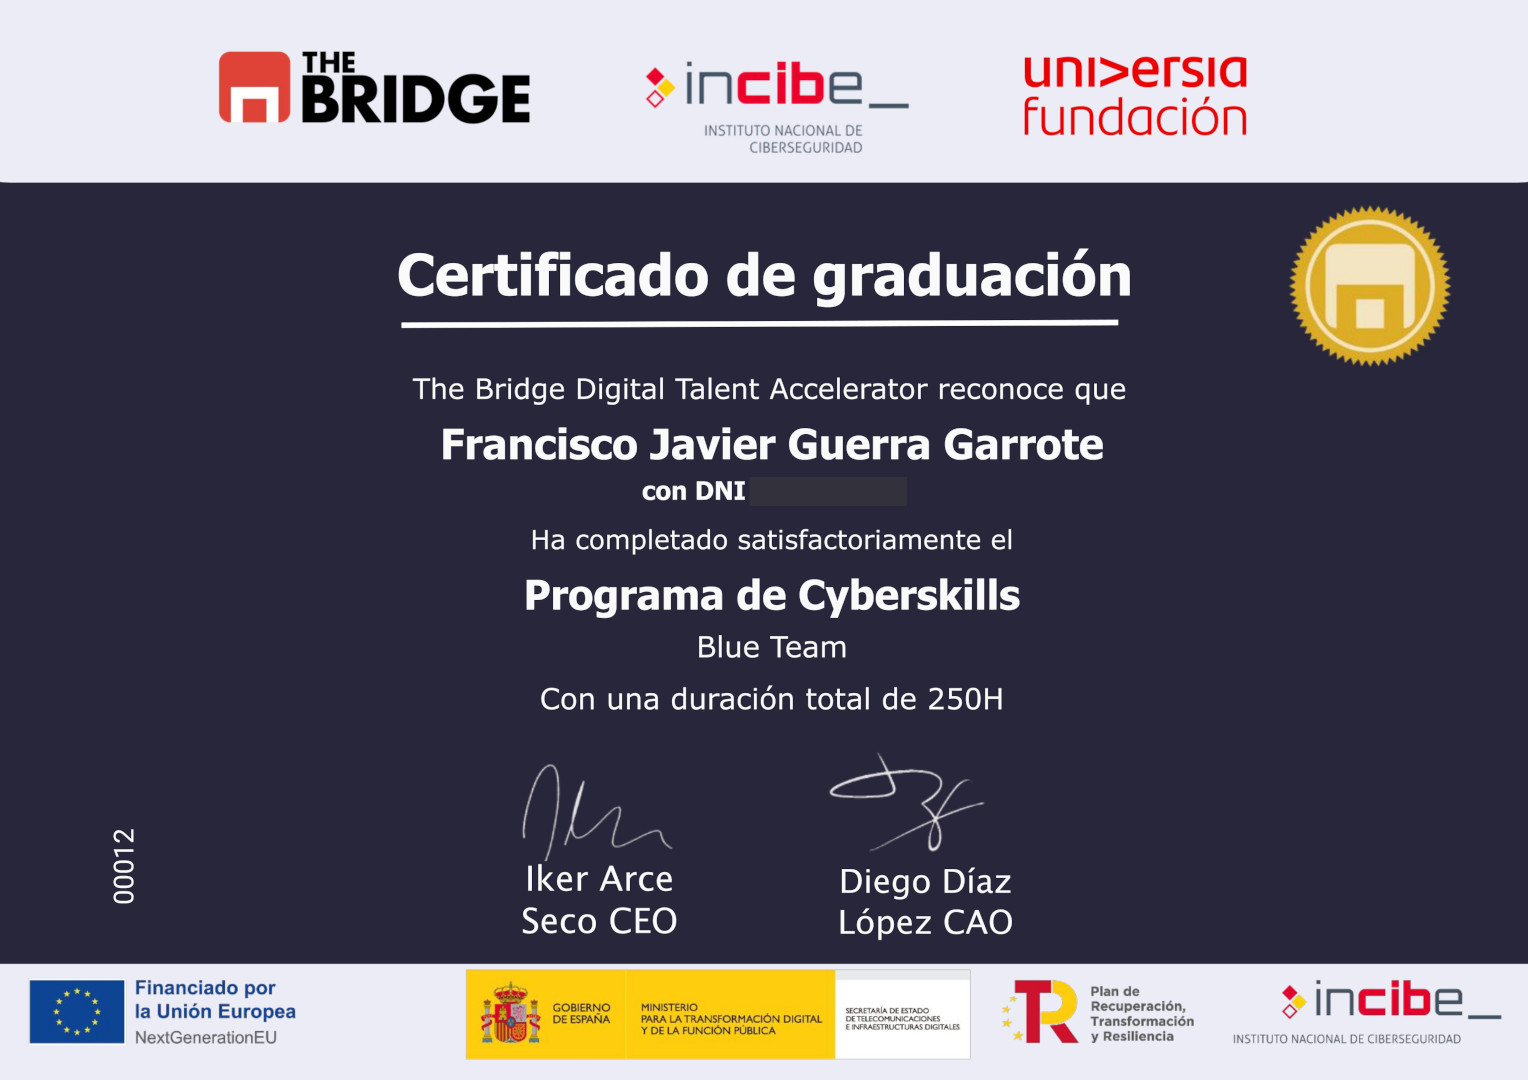 THE
BRIDGE
incibe_
INSTITUTO NACIONAL DE
CIBERSEGURIDAD
uni>ersia
fundación
Certificado de graduación
The Bridge Digital Talent Accelerator reconoce que
Francisco Javier Guerra Garrote
con DNI
Ha completado satisfactoriamente el
Programa de Cyberskills
Blue Team
Con una duración total de 250H
Iker Arce
Seco CEO
Diego Díaz
López CAO
00012
Financiado por
la Unión Europea
NextGenerationEU
GOBIERNO
DE ESPAÑA
MINISTERIO
PARA LA TRANSFORMACIÓN DIGITAL
Y DE LA FUNCIÓN PÚBLICA
SECRETARÍA DE ESTADO
DE TELECOMUNICACIONES
E INFRAESTRUCTURAS DIGITALES
TR
Plan de
Recuperación,
Transformación
y Resiliencia
incibe_
INSTITUTO NACIONAL DE CIBERSEGURIDAD